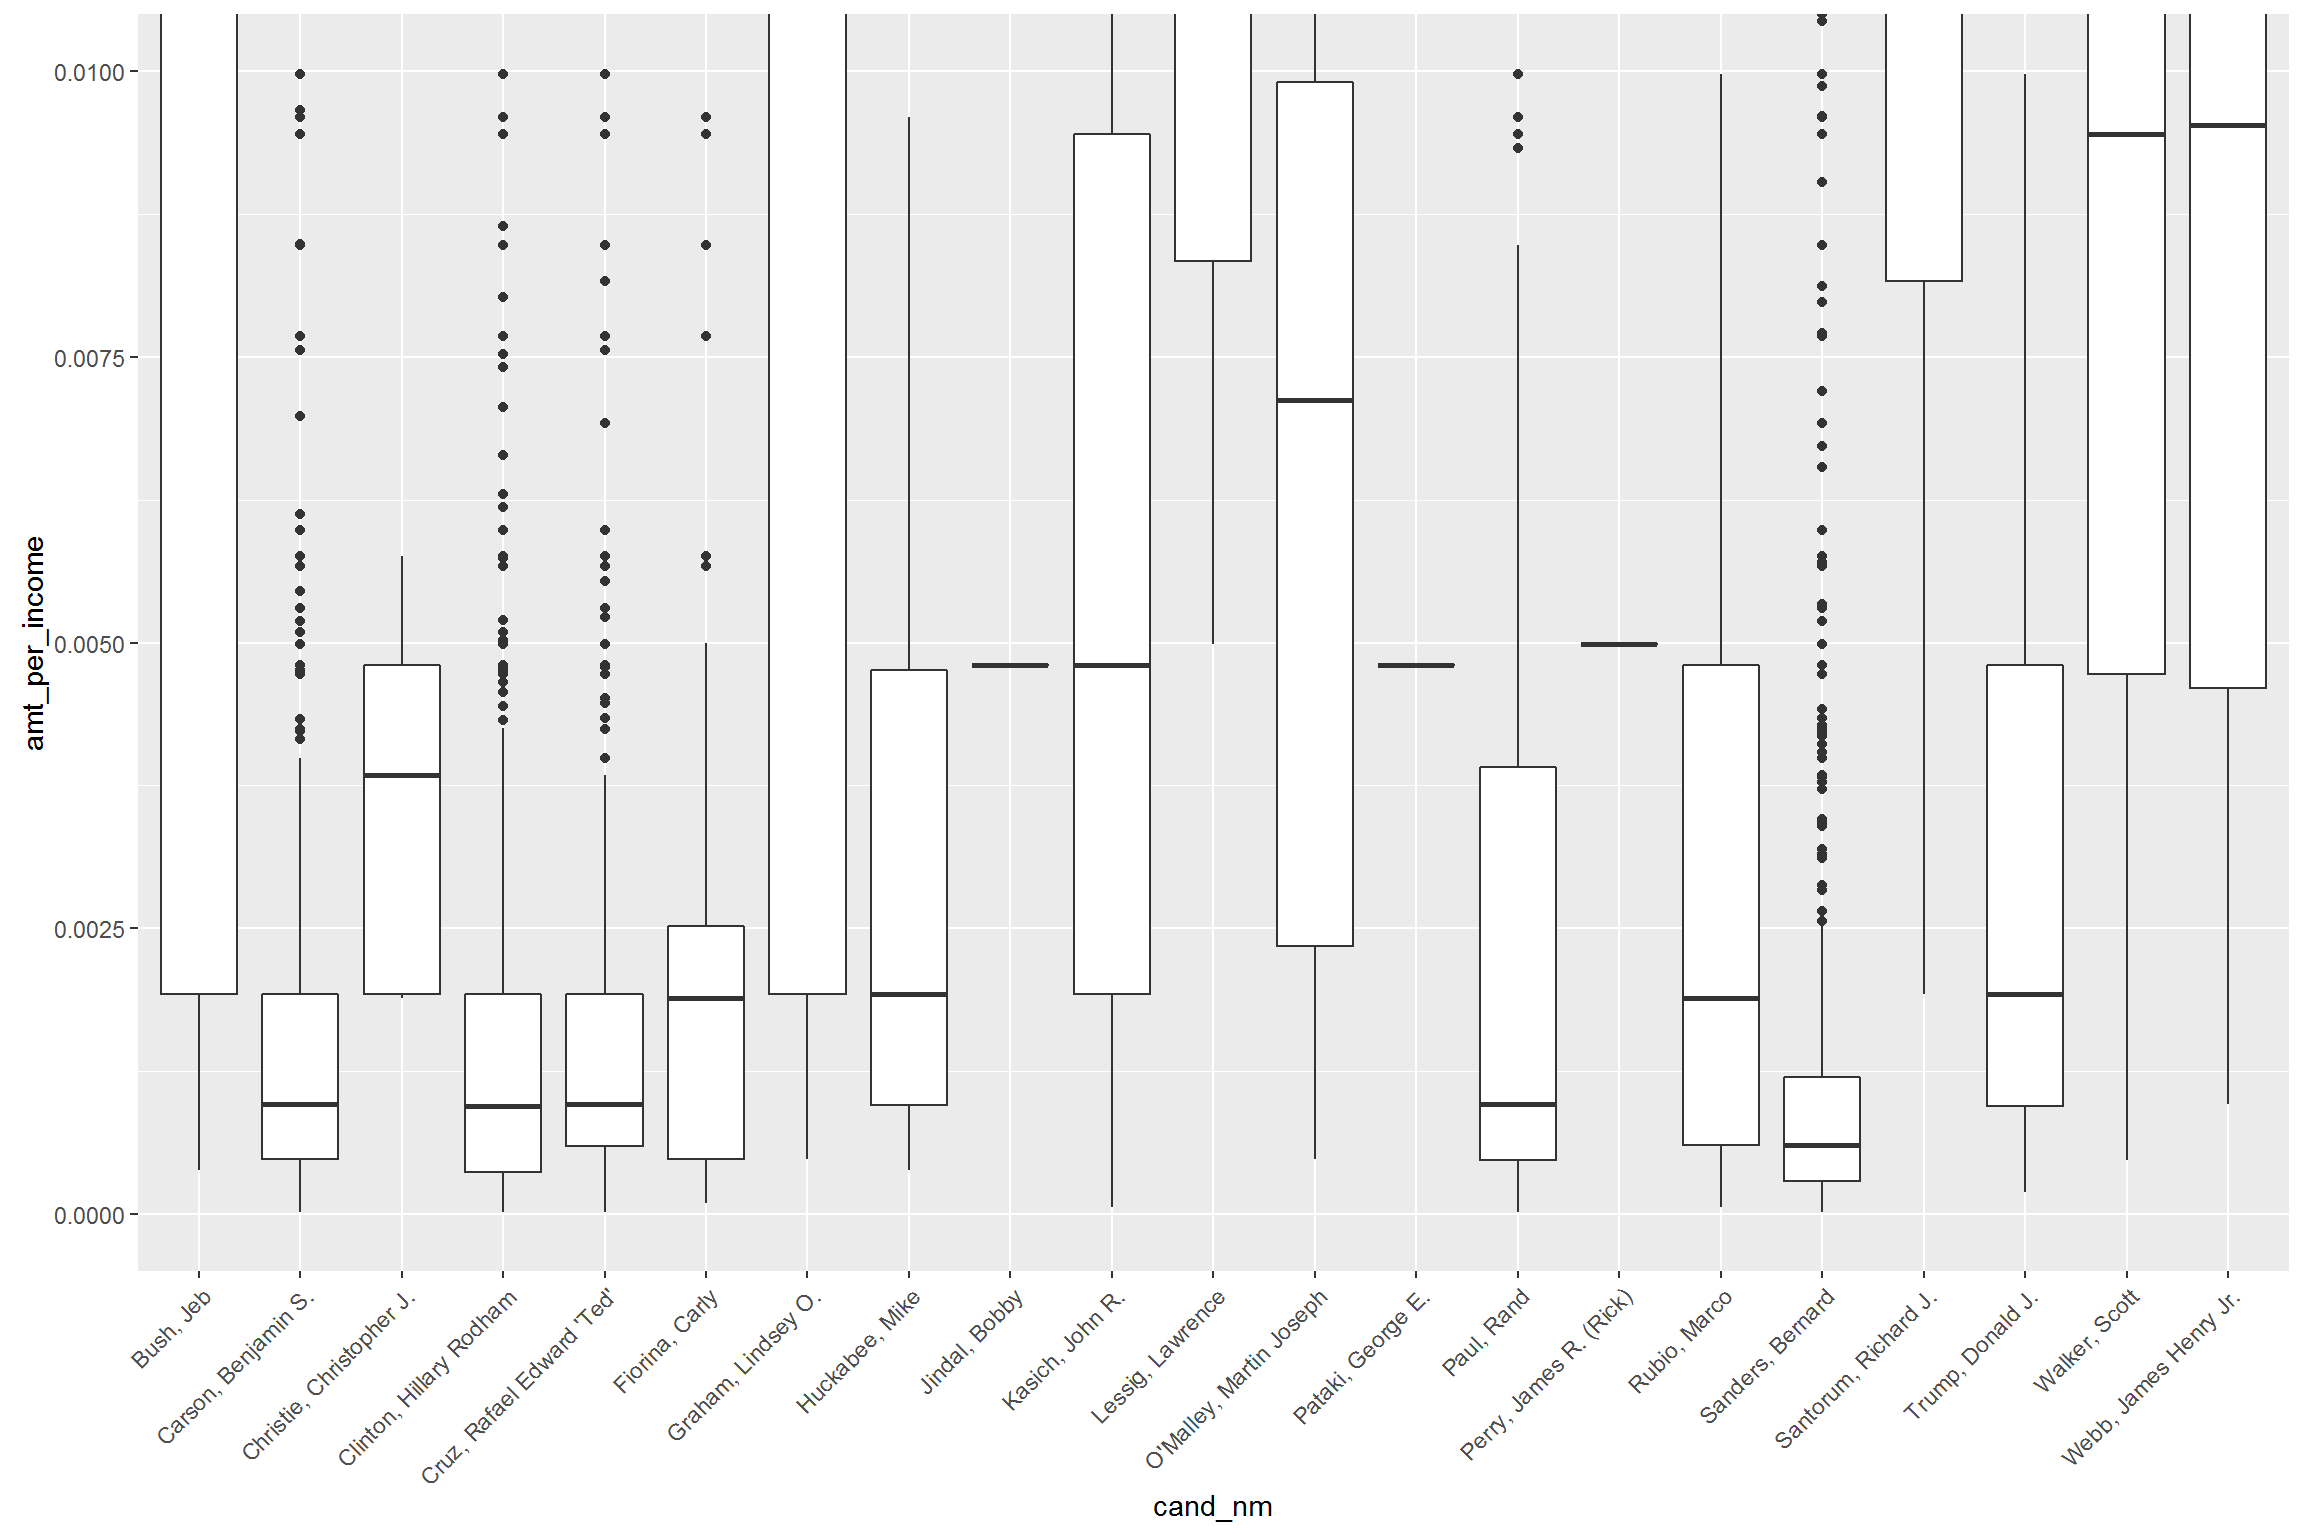 amt_per_income
0.0100
0.0075
0.0050
0.0025
0.0000
Bush, Jeb
Carson, Benjamin S.
Christie, Christopher J.
Clinton, Hillary Rodham
Cruz, Rafael Edward 'Ted'
Fiorina, Carly
Graham, Lindsey O.
Huckabee, Mike
Jindal, Bobby
Kasich, John R.
Lessig, Lawrence
O'Malley, Martin Joseph
Pataki, George E.
Paul, Rand
Perry, James R. (Rick)
Rubio, Marco
Sanders, Bernard
Santorum, Richard J.
Trump, Donald J.
Walker, Scott
Webb, James Henry Jr.
cand_nm